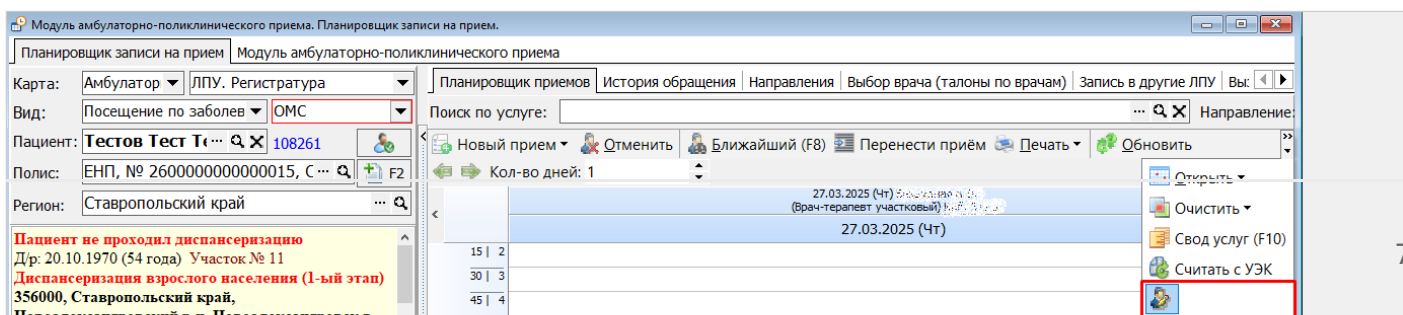 Модуль амбулаторно-поликлинического приема. Планировщик записи на прием.
Планировщик записи на прием Модуль амбулаторно-поликлинического приема
Карта: Амбулатор ЛПУ. Регистратура
Вид: Посещение по заболев ОМС
Пациент: Тестов Тест Те ... 108261
Полис: ЕНП, № 2600000000000015, С ... F2
Регион: Ставропольский край ...
Пациент не проходил диспансеризацию
Д/р: 20.10.1970 (54 года) Участок № 11
Диспансеризация взрослого населения (1-ый этап)
356000, Ставропольский край,
Планировщик приемов История обращения Направления Выбор врача (талоны по врачам) Запись в другие ЛПУ Вы:
Поиск по услуге: ... Направление:
Новый прием Отменить Ближайший (F8) Перенести приём Печать Обновить
Кол-во дней: 1
27.03.2025 (Чт)
(Врач-терапевт участковый)
27.03.2025 (Чт)
15 | 2
30 | 3
45 | 4
Открыть
Очистить
Свод услуг (F10)
Считать с УЭК